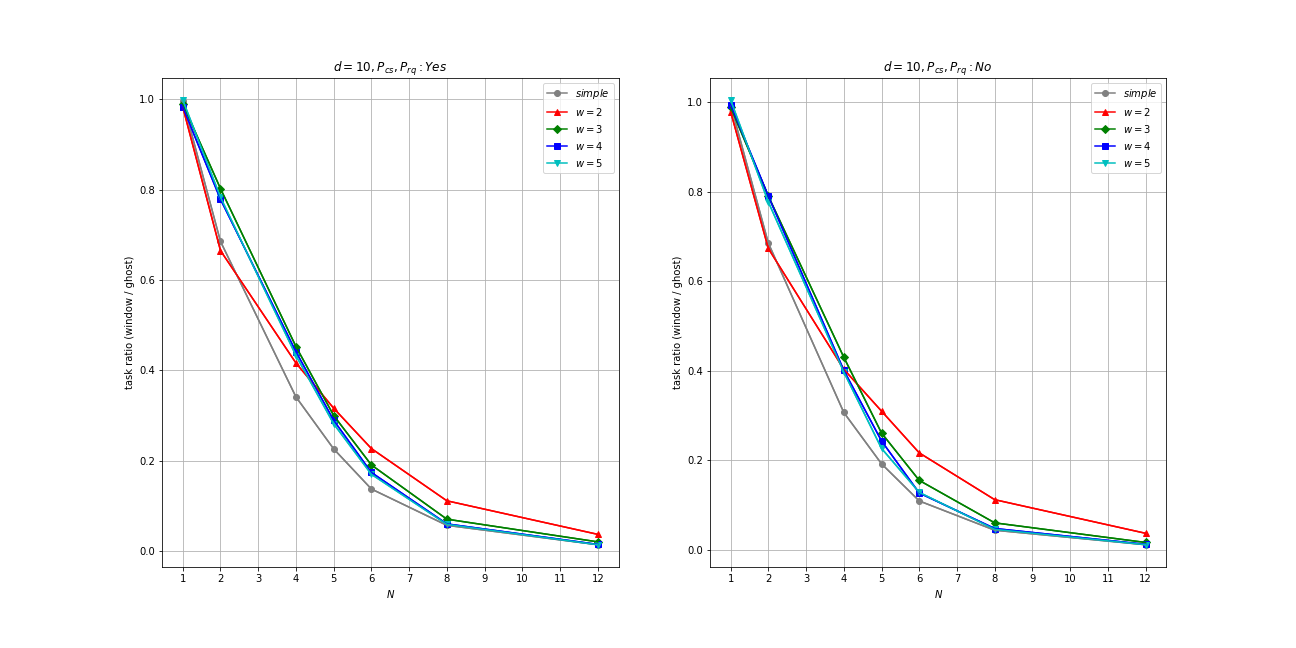 d = 10, P_cs, P_rq : Yes
simple
w = 2
w = 3
w = 4
w = 5
task ratio (window / ghost)
1.0
0.8
0.6
0.4
0.2
0.0
1 2 3 4 5 6 7 8 9 10 11 12
N
d = 10, P_cs, P_rq : No
simple
w = 2
w = 3
w = 4
w = 5
task ratio (window / ghost)
1.0
0.8
0.6
0.4
0.2
0.0
1 2 3 4 5 6 7 8 9 10 11 12
N